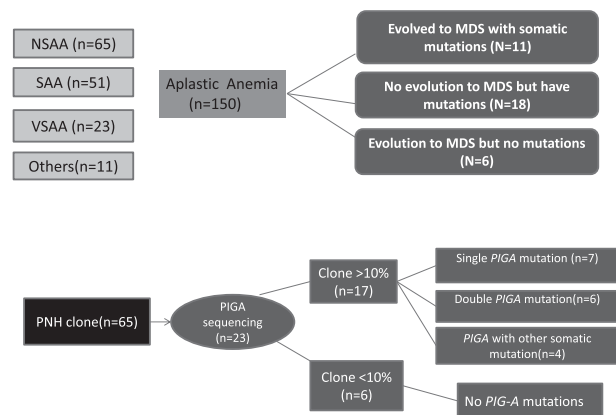 NSAA (n=65)
SAA (n=51)
VSAA (n=23)
Others(n=11)
Aplastic Anemia
(n=150)
Evolved to MDS with somatic
mutations (N=11)
No evolution to MDS but have
mutations (N=18)
Evolution to MDS but no mutations
(N=6)
PNH clone(n=65)
PIGA
sequencing
(n=23)
Clone >10%
(n=17)
Single PIGA mutation (n=7)
Double PIGA mutation(n=6)
PIGA with other somatic
mutation(n=4)
Clone <10%
(n=6)
No PIG-A mutations